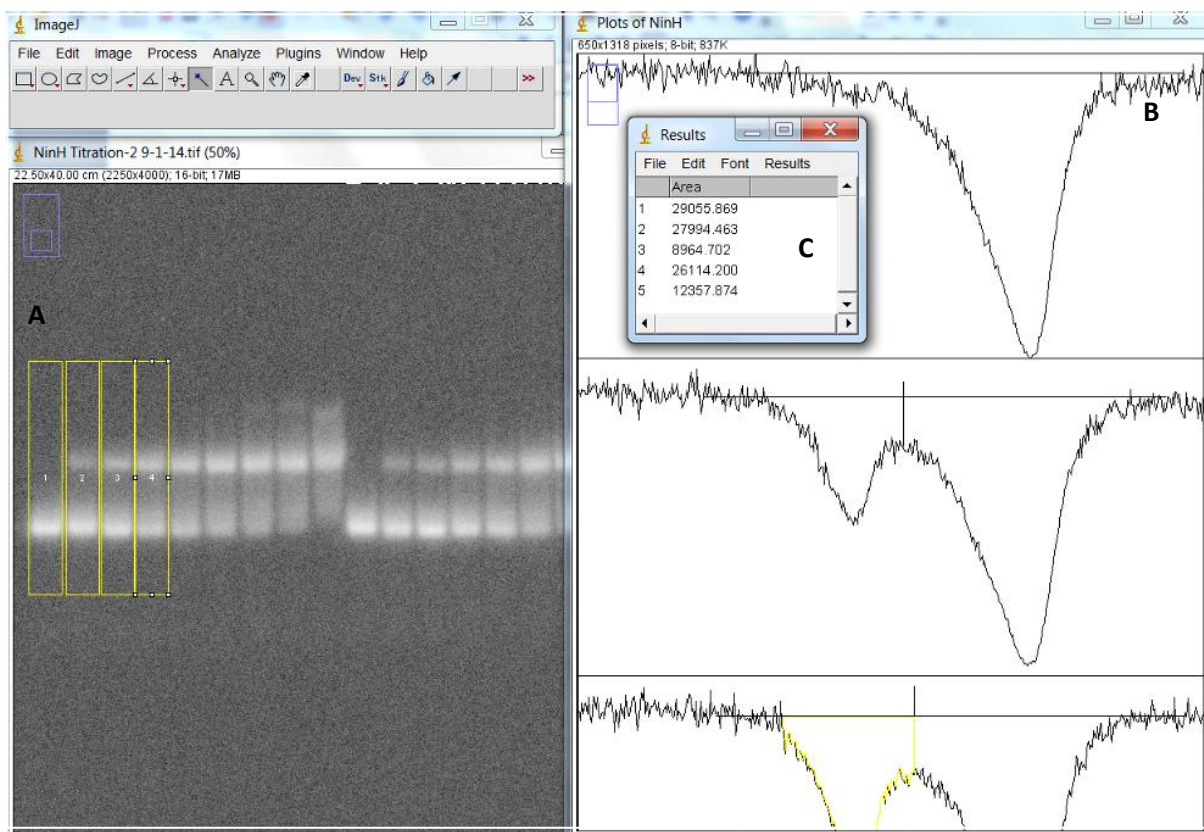 ImageJ
File Edit Image Process Analyze Plugins Window Help
A Dev Stk >>
NinH Titration-2 9-1-14.tif (50%)
22.50x40.00 cm (2250x4000); 16-bit; 17MB
A
1 2 3 4
Plots of NinH
650x1318 pixels; 8-bit; 837K
B
Results
File Edit Font Results
Area
1 29055.869
2 27994.463
3 8964.702
4 26114.200
5 12357.874
C